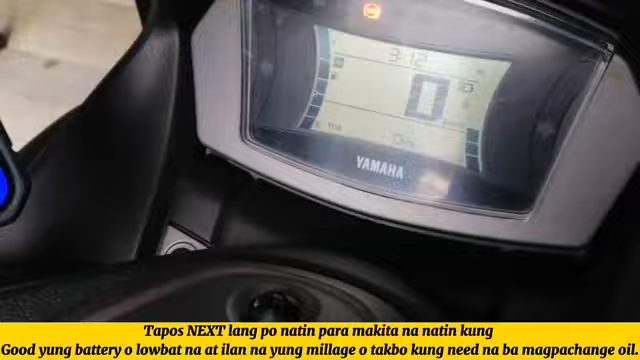 3:12
0
YAMAHA
Tapos NEXT lang po natin para makita na natin kung
Good yung battery o lowbat na at ilan na yung millage o takbo kung need na ba magpachange oil.